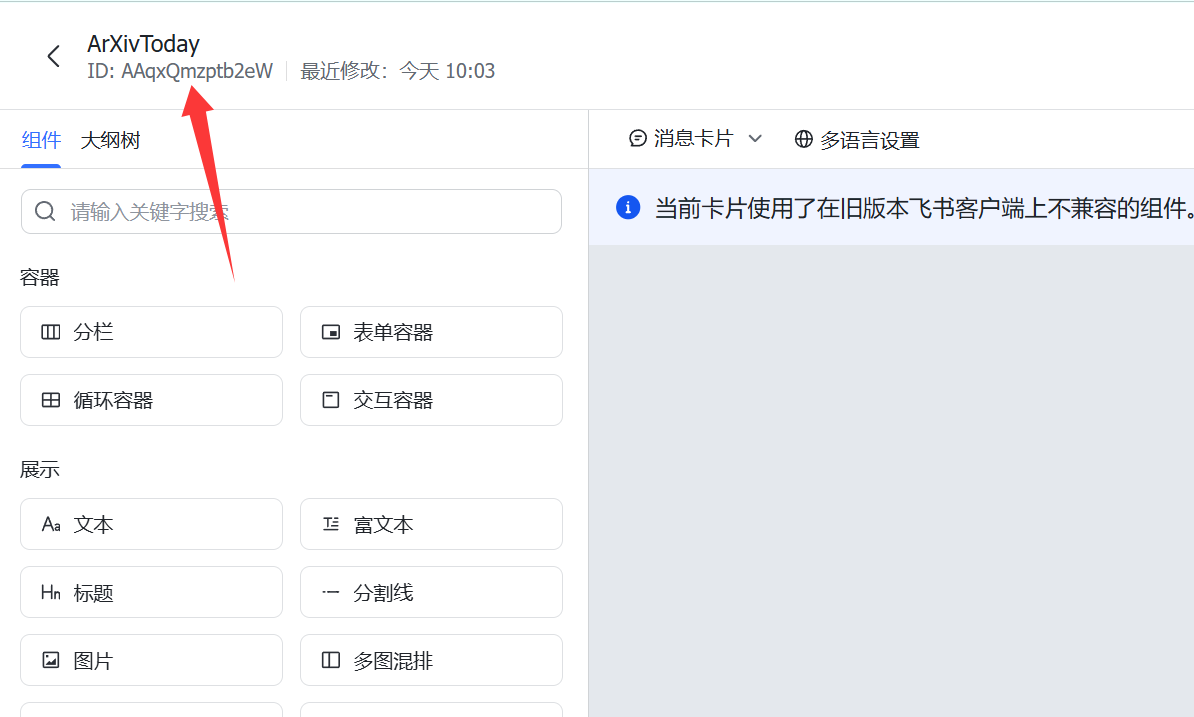 ArXivToday
ID: AAqxQmzptb2eW 最近修改：今天 10:03
组件 大纲树
消息卡片 多语言设置
请输入关键字搜索
当前卡片使用了在旧版本飞书客户端上不兼容的组件。
容器
分栏 表单容器
循环容器 交互容器
展示
Aa 文本 富文本
Hn 标题 分割线
图片 多图混排